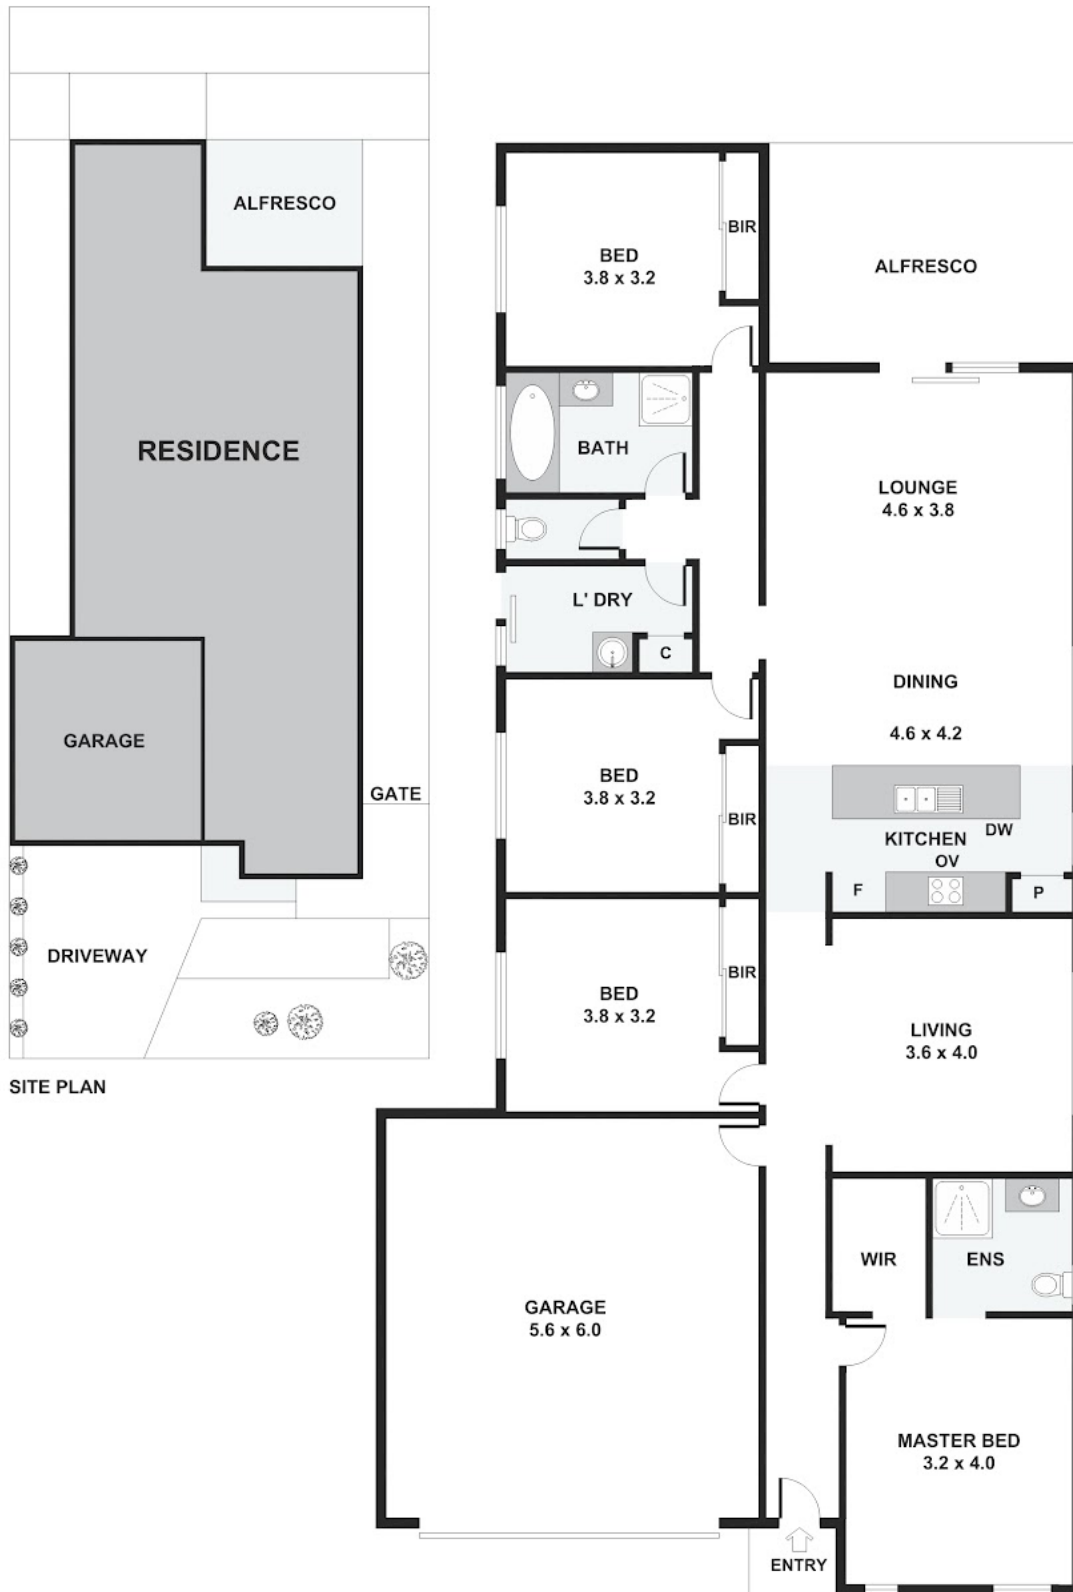 ALFRESCO
RESIDENCE
GARAGE
GATE
DRIVEWAY
SITE PLAN
BED
3.8 x 3.2
BIR
ALFRESCO
BATH
LOUNGE
4.6 x 3.8
L' DRY
C
DINING
4.6 x 4.2
BED
3.8 x 3.2
BIR
KITCHEN
DW
OV
F
P
BED
3.8 x 3.2
BIR
LIVING
3.6 x 4.0
WIR
ENS
GARAGE
5.6 x 6.0
MASTER BED
3.2 x 4.0
ENTRY